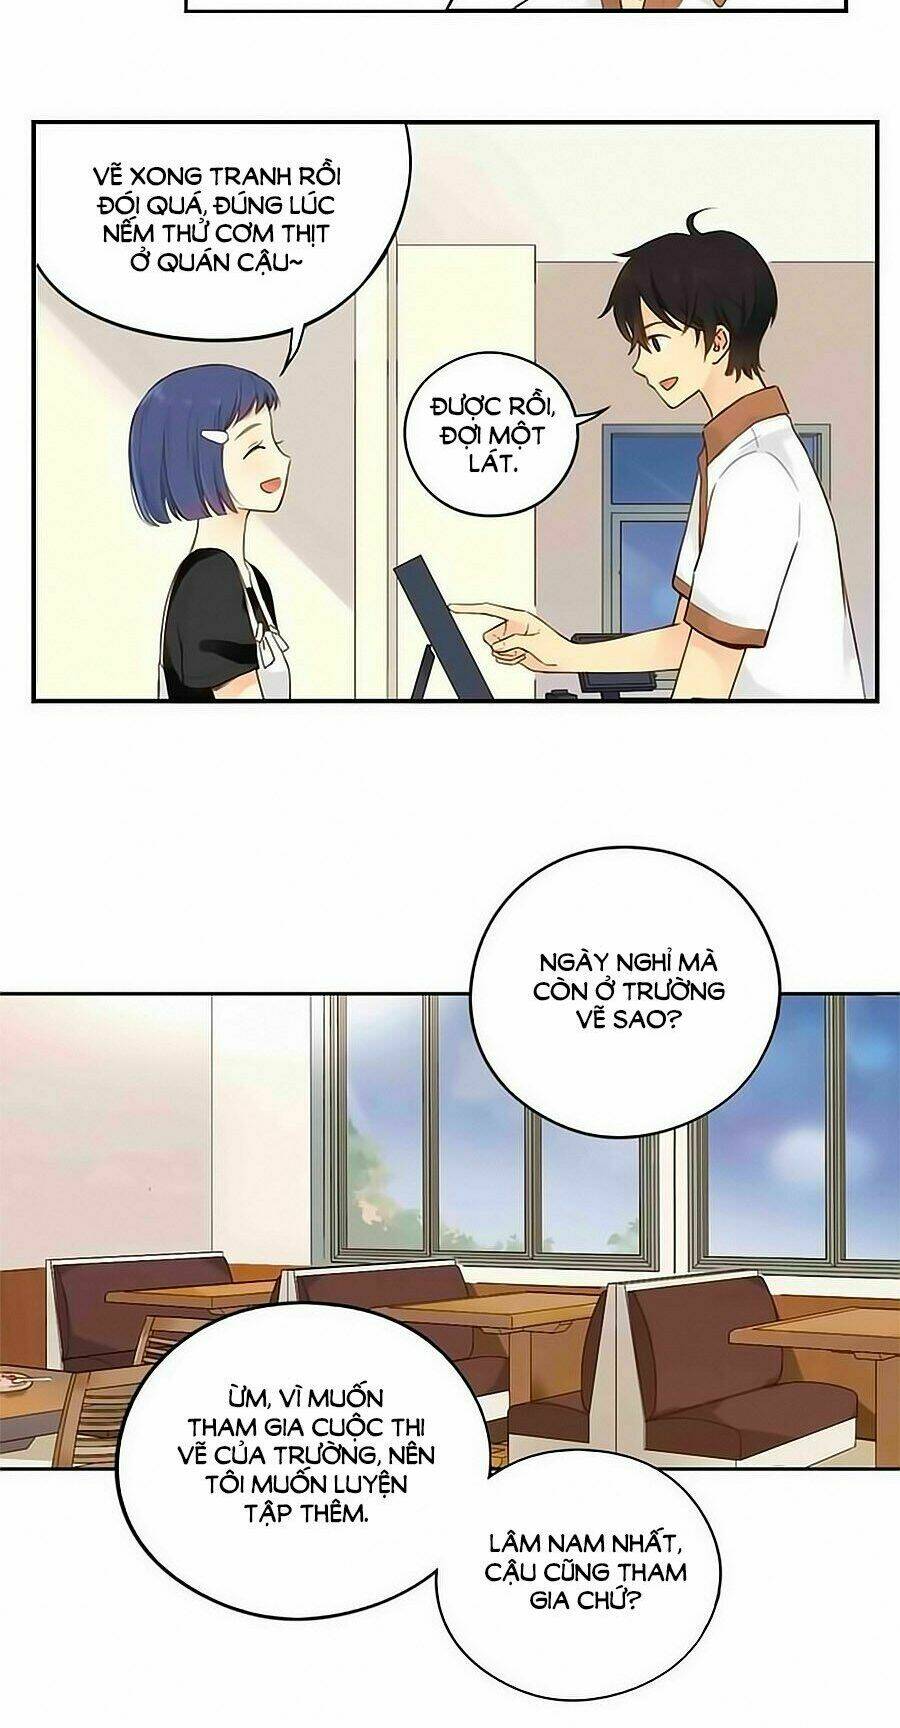 VẼ XONG TRANH RỒI
ĐÓI QUÁ, ĐÚNG LÚC
NẾM THỬ CƠM THỊT
Ở QUÁN CẬU~
ĐƯỢC RỒI,
ĐỢI MỘT
LÁT.
NGÀY NGHỈ MÀ
CÒN Ở TRƯỜNG
VẼ SAO?
ỪM, VÌ MUỐN
THAM GIA CUỘC THI
VẼ CỦA TRƯỜNG, NÊN
TÔI MUỐN LUYỆN
TẬP THÊM.
LÂM NAM NHẤT,
CẬU CŨNG THAM
GIA CHỨ?